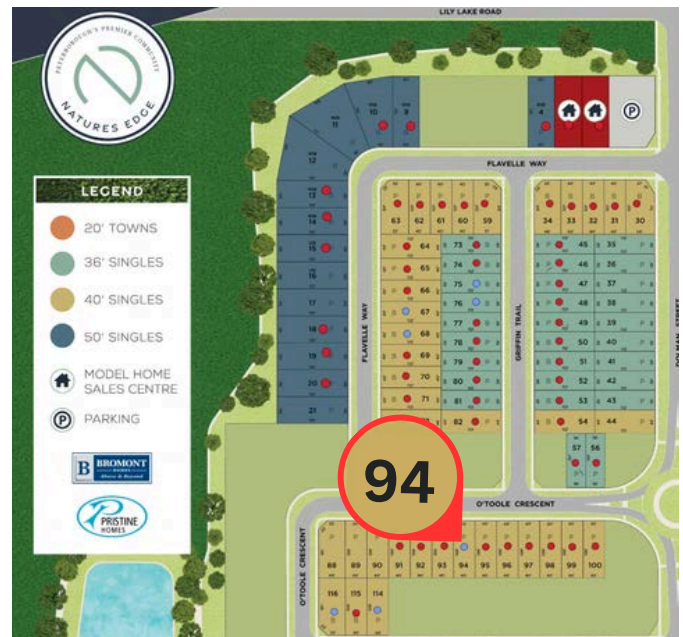 LILY LAKE ROAD
PETERBOROUGH'S PREMIER COMMUNITY
NATURES EDGE
LEGEND
20' TOWNS
36' SINGLES
40' SINGLES
50' SINGLES
MODEL HOME
SALES CENTRE
P PARKING
B BROMONT
HOMES
PRISTINE
HOMES
10 9 4 P
11
12
13
14
15
16
17
18
19
20
21
FLAVELLE WAY
FLAVELLE WAY
GRIFFIN TRAIL
DOLMAN STREET
63 62 61 60 59
34 33 32 31 30
64 73 45 35
65 74 46 36
66 75 47 37
67 76 48 38
68 77 49 39
69 78 50 40
70 79 51 41
71 80 52 42
81 53 43
82 54 44
57 56
94
O'TOOLE CRESCENT
O'TOOLE CRESCENT
88 89 90 91 92 93 94 95 96 97 98 99 100
116 115 114